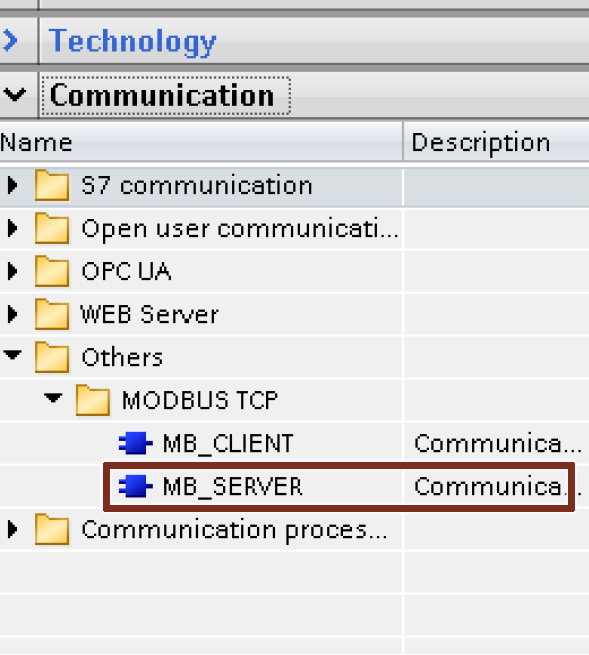 Technology
Communication
Name Description
S7 communication
Open user communicati...
OPC UA
WEB Server
Others
MODBUS TCP
MB_CLIENT Communica...
MB_SERVER Communica...
Communication proces...